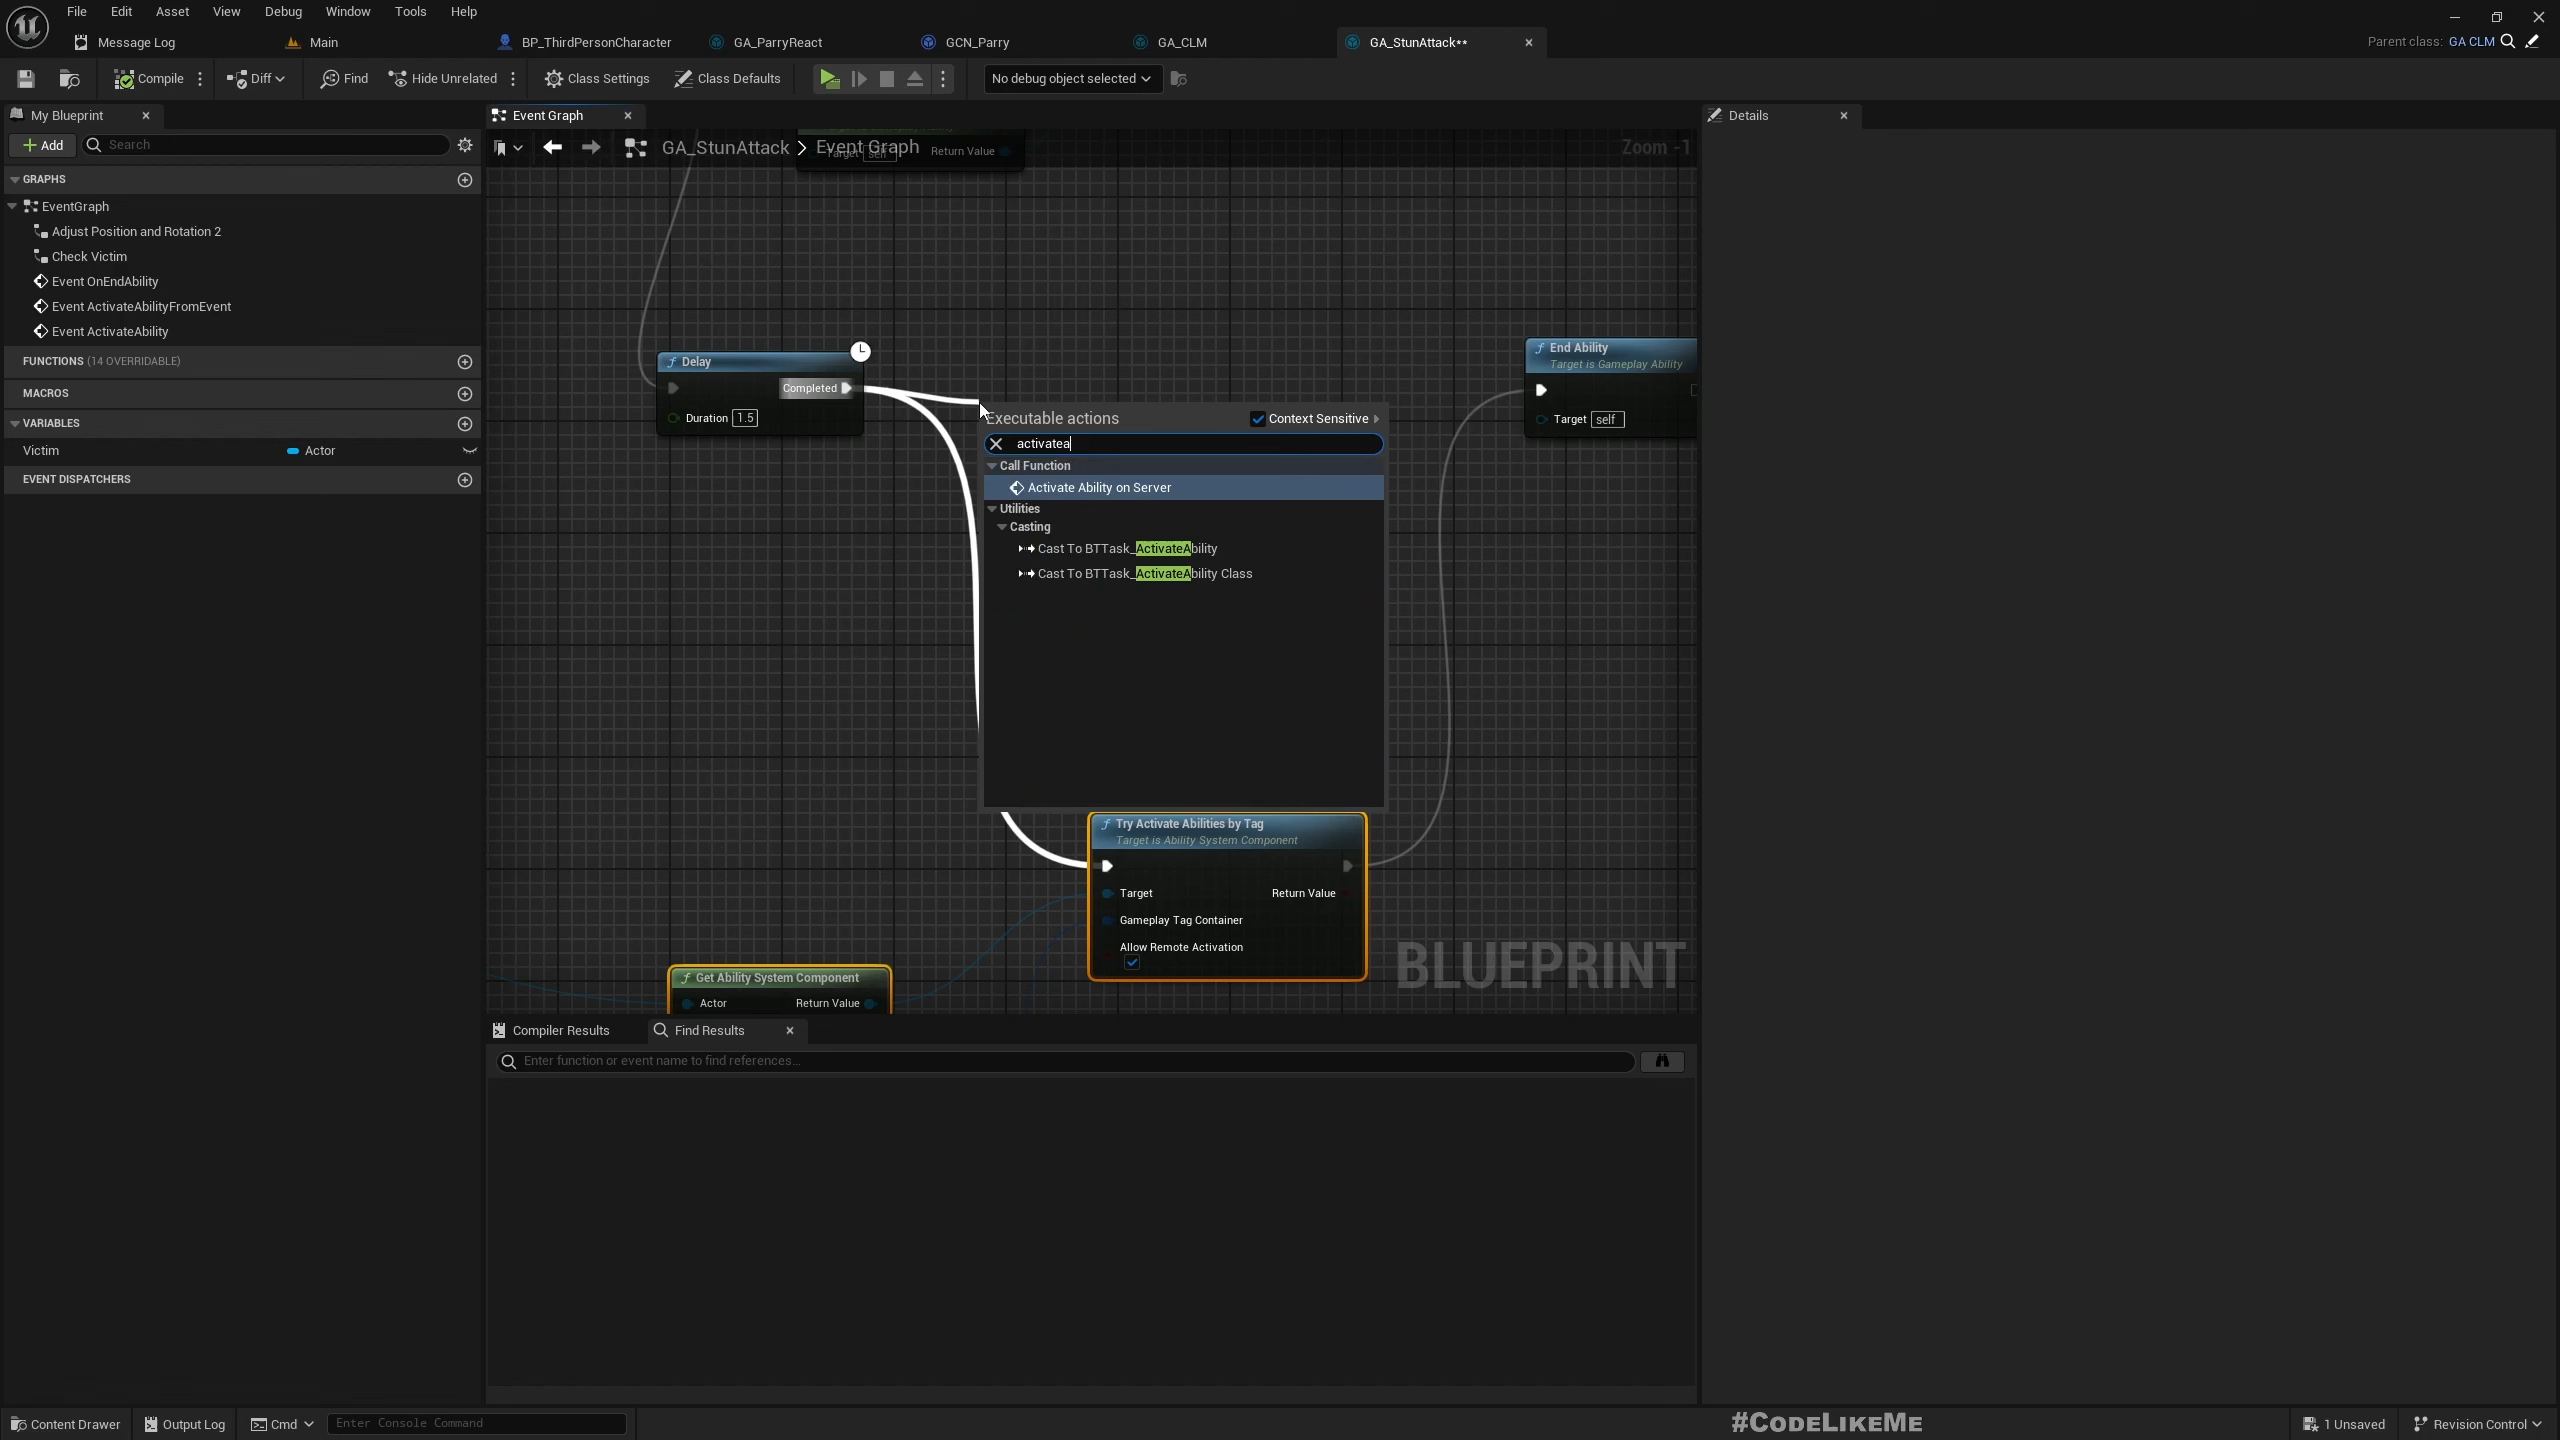 File Edit Asset View Debug Window Tools Help
Message Log Main BP_ThirdPersonCharacter GA_ParryReact GCN_Parry GA_CLM GA_StunAttack**
Parent class: GA CLM
Compile Diff Find Hide Unrelated Class Settings Class Defaults No debug object selected
My Blueprint Event Graph Details
Add Search
GA_StunAttack > Event Graph
Zoom -1
Target self Return Value
GRAPHS
EventGraph
Adjust Position and Rotation 2
Check Victim
Event OnEndAbility
Event ActivateAbilityFromEvent
Event ActivateAbility
FUNCTIONS (14 OVERRIDABLE)
MACROS
VARIABLES
Victim Actor
EVENT DISPATCHERS
Delay
Completed
Duration 1.5
Executable actions Context Sensitive
activatea
Call Function
Activate Ability on Server
Utilities
Casting
Cast To BTTask_ActivateAbility
Cast To BTTask_ActivateAbility Class
End Ability
Target is Gameplay Ability
Target self
Try Activate Abilities by Tag
Target is Ability System Component
Target Return Value
Gameplay Tag Container
Allow Remote Activation
Get Ability System Component
Actor Return Value
BLUEPRINT
Compiler Results Find Results
Enter function or event name to find references...
Content Drawer Output Log Cmd Enter Console Command
#CODELIKEME
1 Unsaved Revision Control